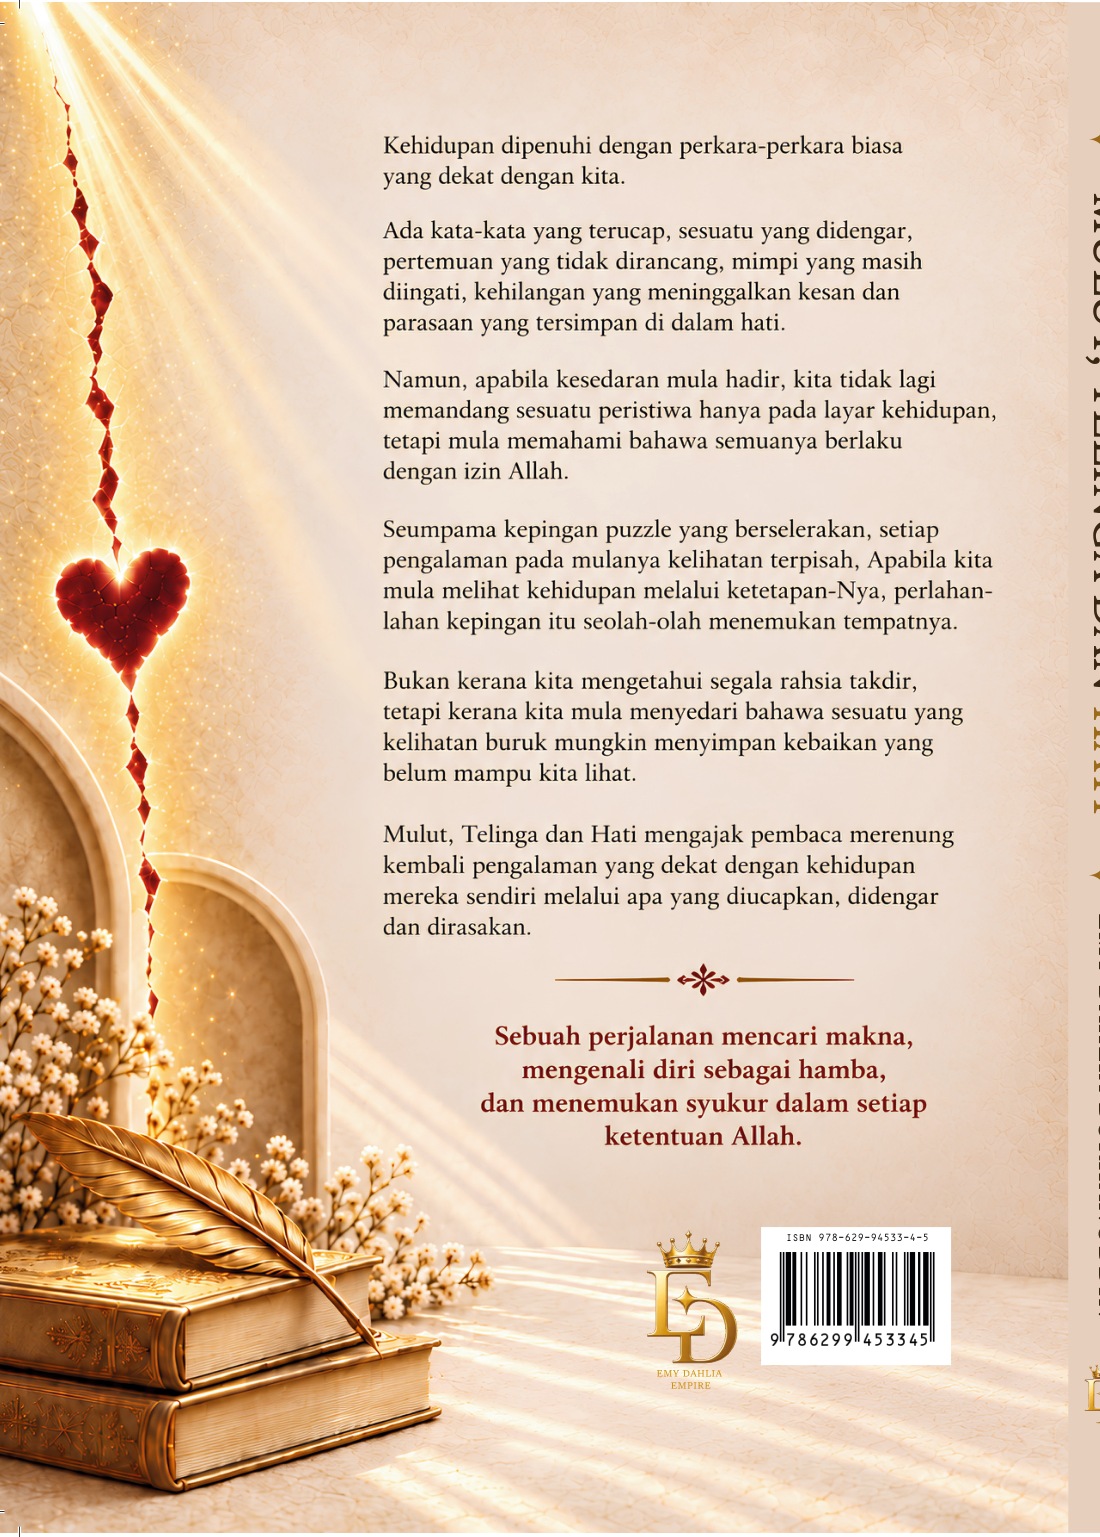 Kehidupan dipenuhi dengan perkara-perkara biasa
yang dekat dengan kita.
Ada kata-kata yang terucap, sesuatu yang didengar,
pertemuan yang tidak dirancang, mimpi yang masih
diingati, kehilangan yang meninggalkan kesan dan
parasaan yang tersimpan di dalam hati.
Namun, apabila kesedaran mula hadir, kita tidak lagi
memandang sesuatu peristiwa hanya pada layar kehidupan,
tetapi mula memahami bahawa semuanya berlaku
dengan izin Allah.
Seumpama kepingan puzzle yang berselerakan, setiap
pengalaman pada mulanya kelihatan terpisah, Apabila kita
mula melihat kehidupan melalui ketetapan-Nya, perlahan-
lahan kepingan itu seolah-olah menemukan tempatnya.
Bukan kerana kita mengetahui segala rahsia takdir,
tetapi kerana kita mula menyedari bahawa sesuatu yang
kelihatan buruk mungkin menyimpan kebaikan yang
belum mampu kita lihat.
Mulut, Telinga dan Hati mengajak pembaca merenung
kembali pengalaman yang dekat dengan kehidupan
mereka sendiri melalui apa yang diucapkan, didengar
dan dirasakan.
Sebuah perjalanan mencari makna,
mengenali diri sebagai hamba,
dan menemukan syukur dalam setiap
ketentuan Allah.
ED
EMY DAHLIA
EMPIRE
ISBN 978-629-94533-4-5
9 786299 453345